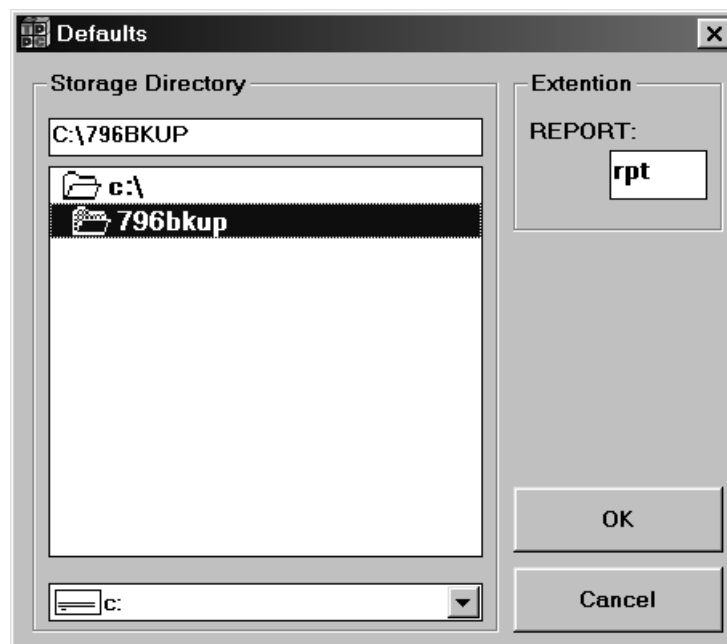 Defaults
Storage Directory
C:\796BKUP
c:\
796bkup
c:
Extention
REPORT:
rpt
OK
Cancel